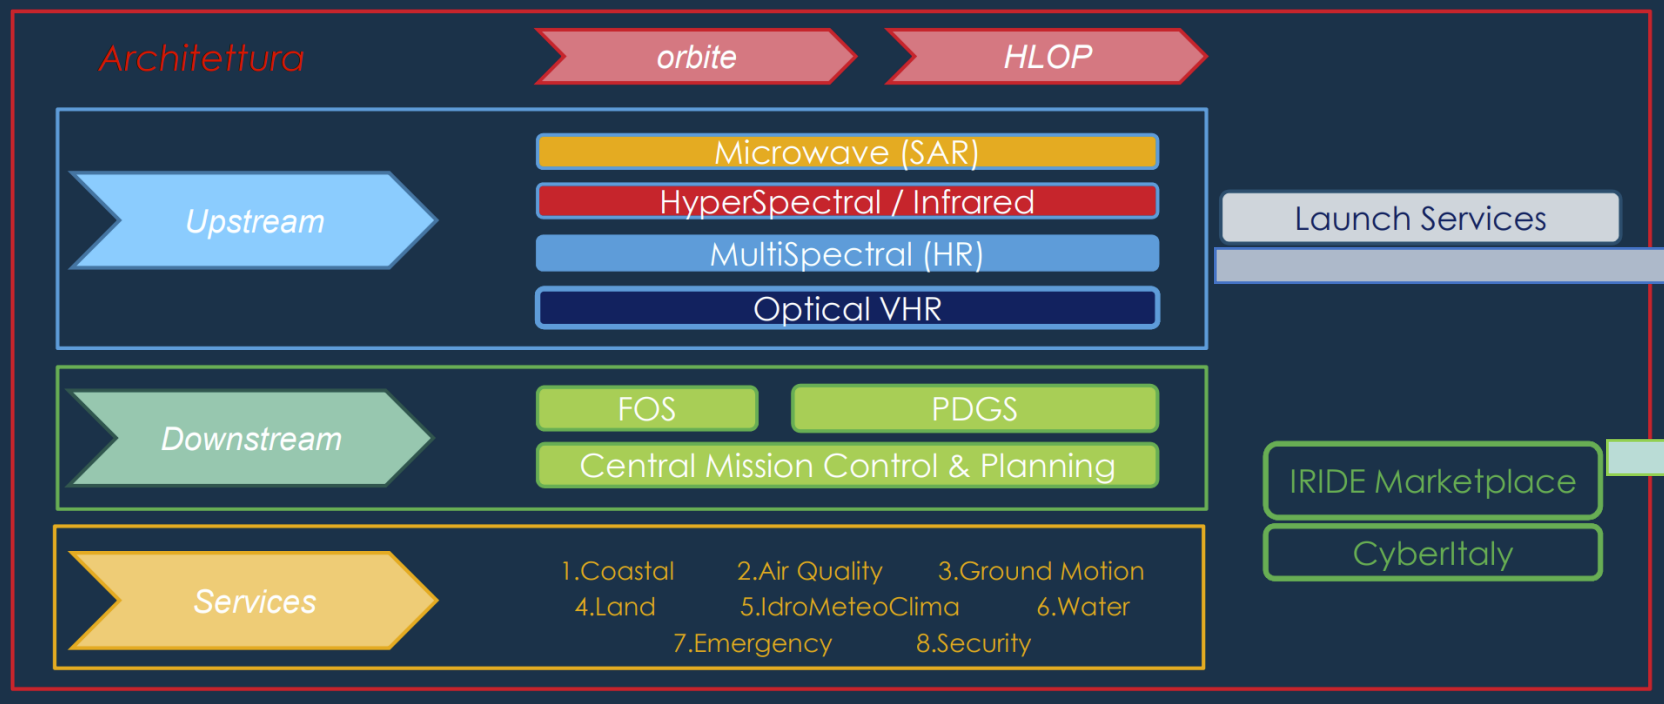 Architettura
orbite
HLOP
Upstream
Microwave (SAR)
HyperSpectral / Infrared
MultiSpectral (HR)
Optical VHR
Launch Services
Downstream
FOS
PDGS
Central Mission Control & Planning
IRIDE Marketplace
CyberItaly
Services
1.Coastal 2.Air Quality 3.Ground Motion
4.Land 5.IdroMeteoClima 6.Water
7.Emergency 8.Security